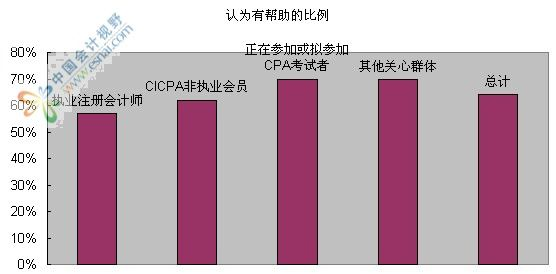 认为有帮助的比例
中国会计视野
www.esnai.com
80%
70%
60%
50%
40%
30%
20%
10%
0%
执业注册会计师
CICPA非执业会员
正在参加或拟参加
CPA考试者
其他关心群体
总计